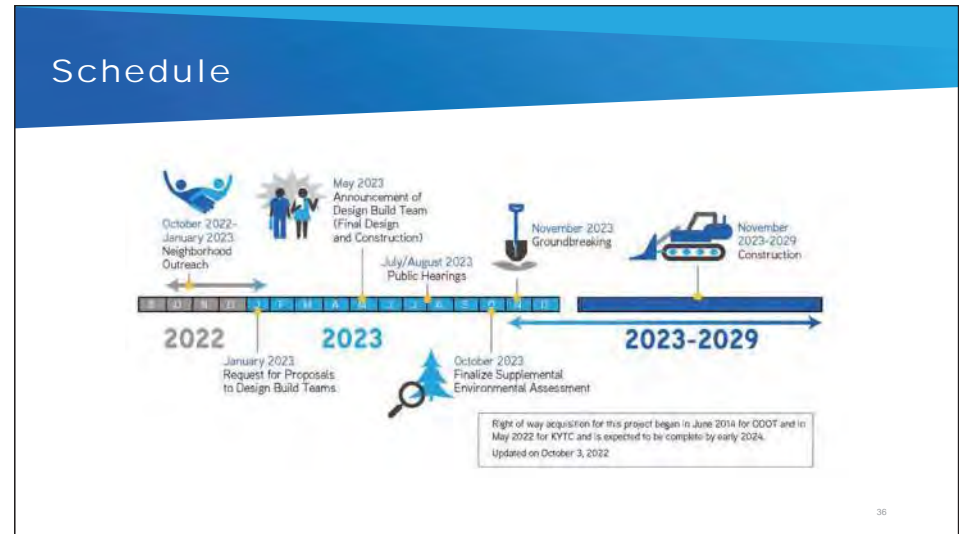 Schedule
October 2022-
January 2023
Neighborhood
Outreach
May 2023
Announcement of
Design Build Team
(Final Design
and Construction)
July/August 2023
Public Hearings
November 2023
Groundbreaking
November
2023-2029
Construction
S O N D J F M A M J J A S O N D
2022
2023
2023-2029
January 2023
Request for Proposals
to Design Build Teams
October 2023
Finalize Supplemental
Environmental Assessment
Right of way acquisition for this project began in June 2014 for ODOT and in
May 2022 for KYTC and is expected to be complete by early 2024.
Updated on October 3, 2022
36